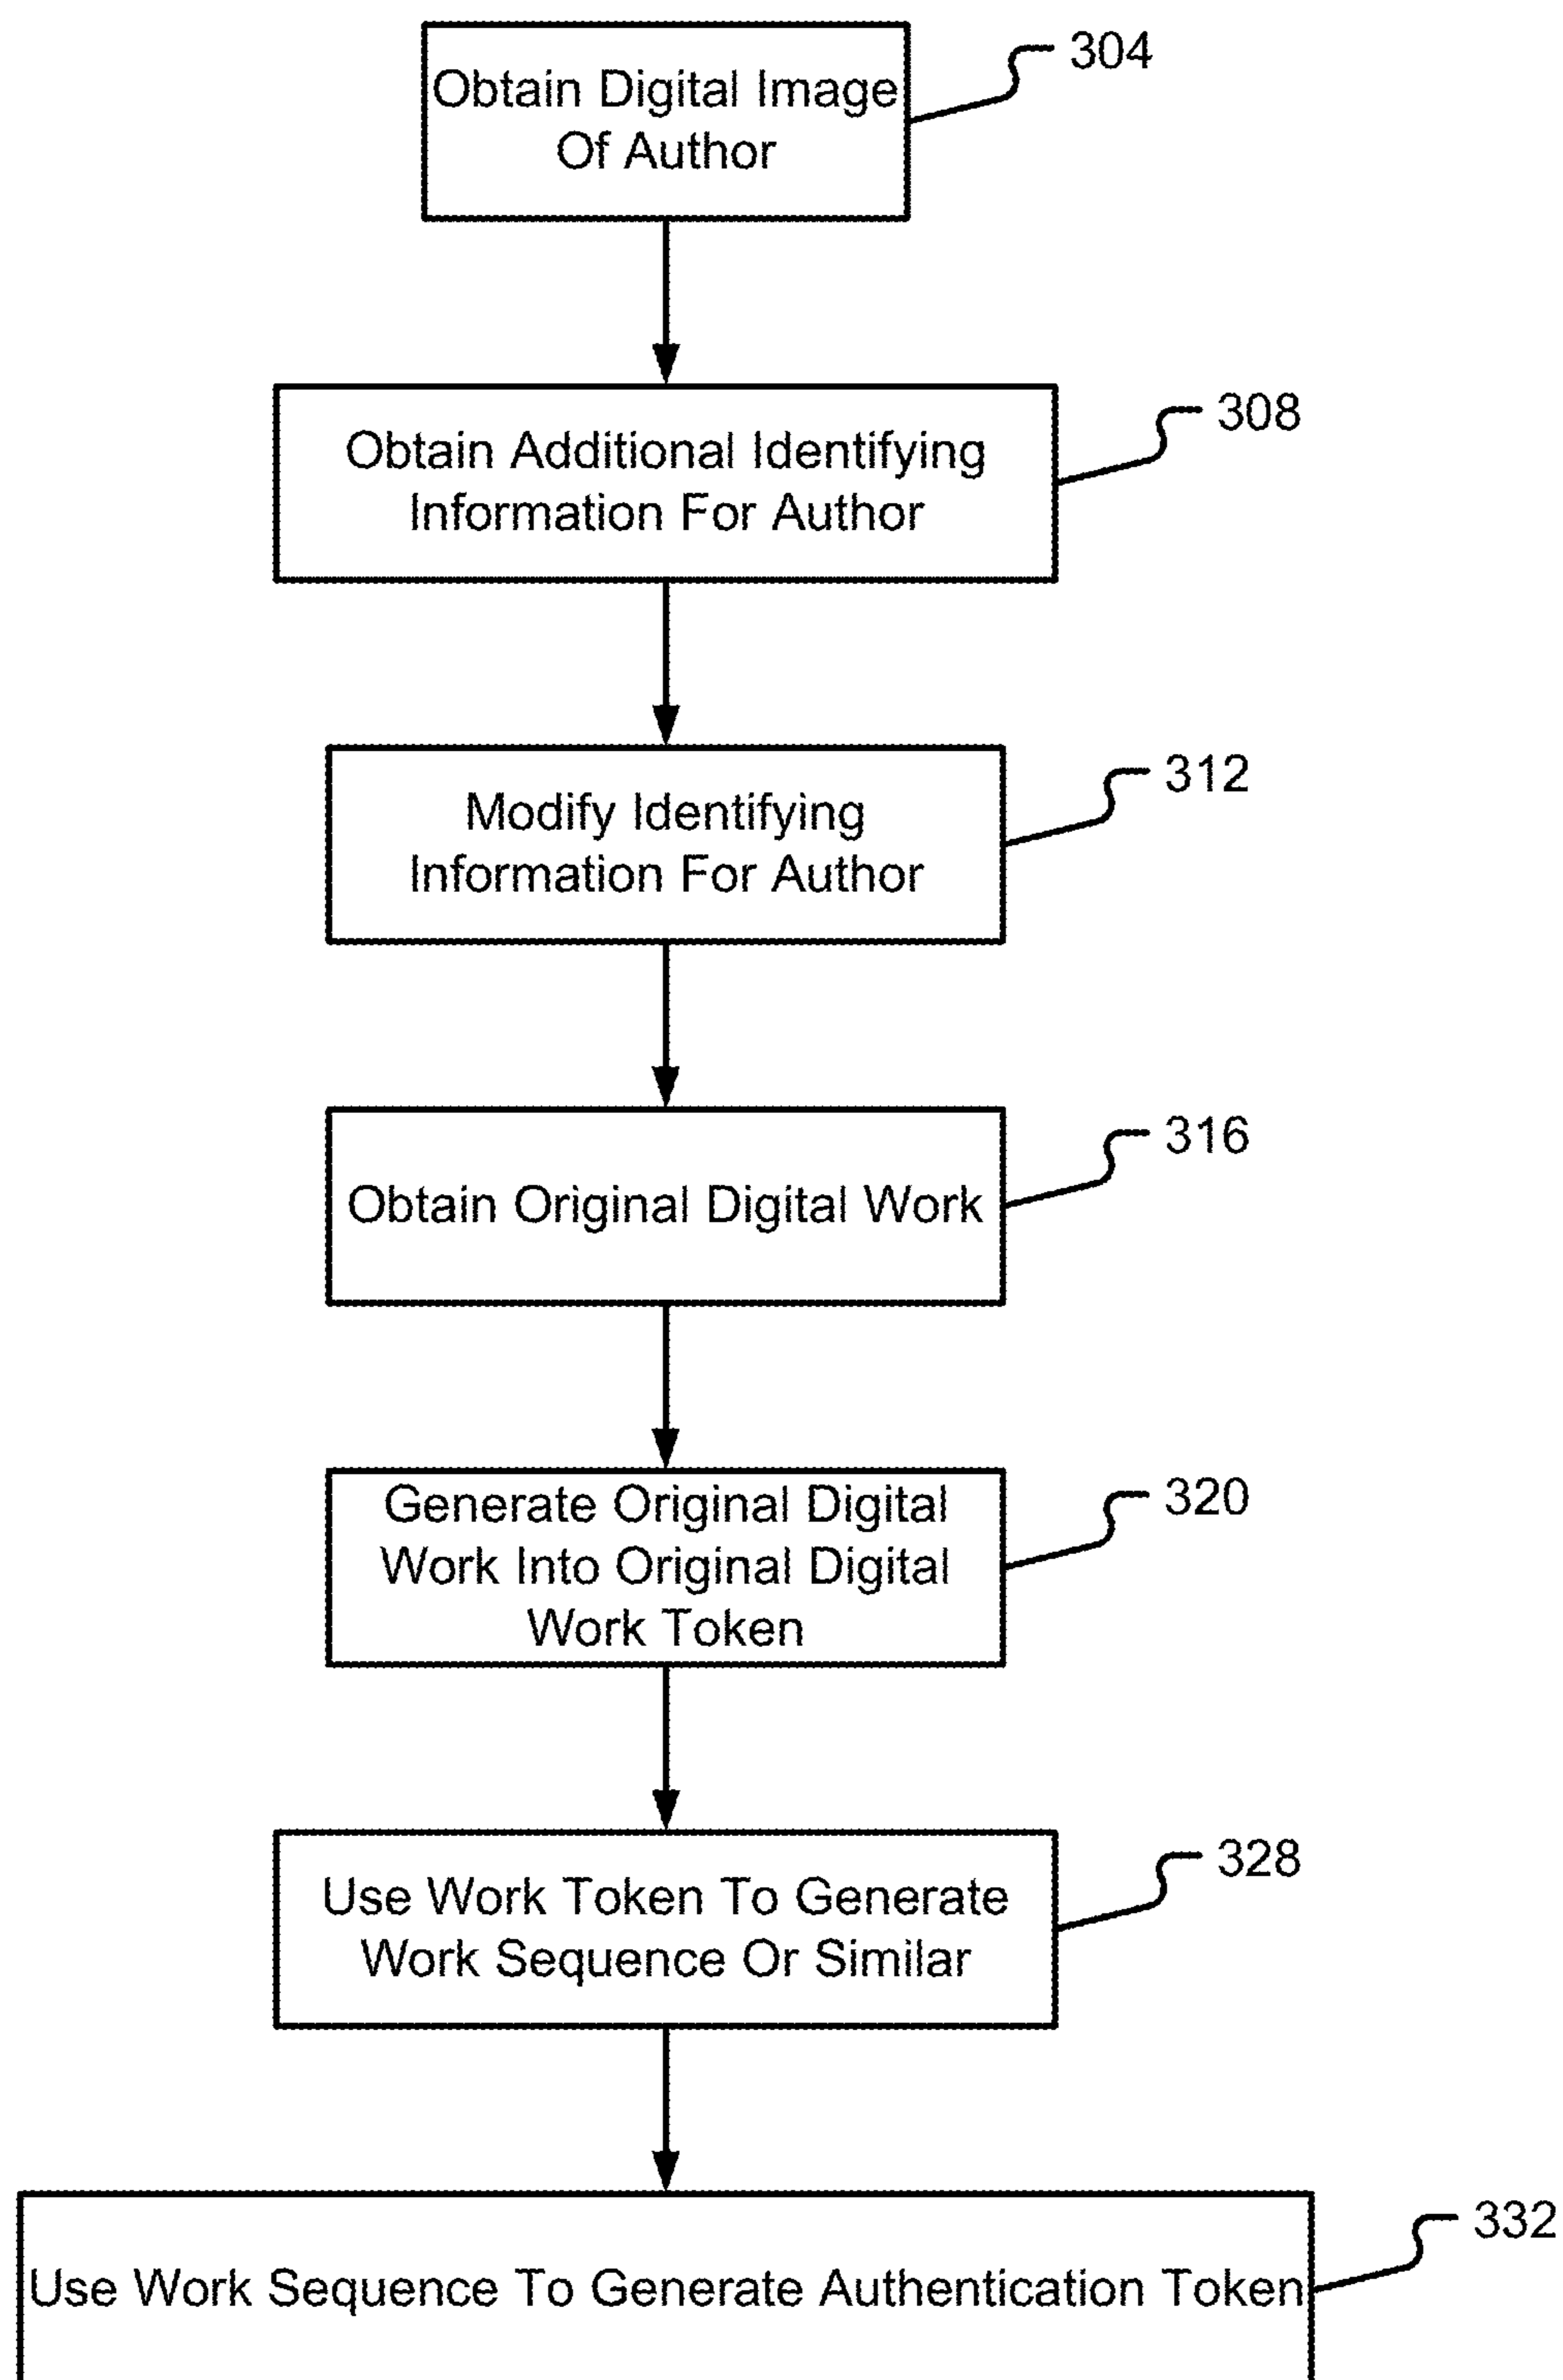 Obtain Digital Image
Of Author
304
Obtain Additional Identifying
Information For Author
308
Modify Identifying
Information For Author
312
Obtain Original Digital Work
316
Generate Original Digital
Work Into Original Digital
Work Token
320
Use Work Token To Generate
Work Sequence Or Similar
328
Use Work Sequence To Generate Authentication Token
332